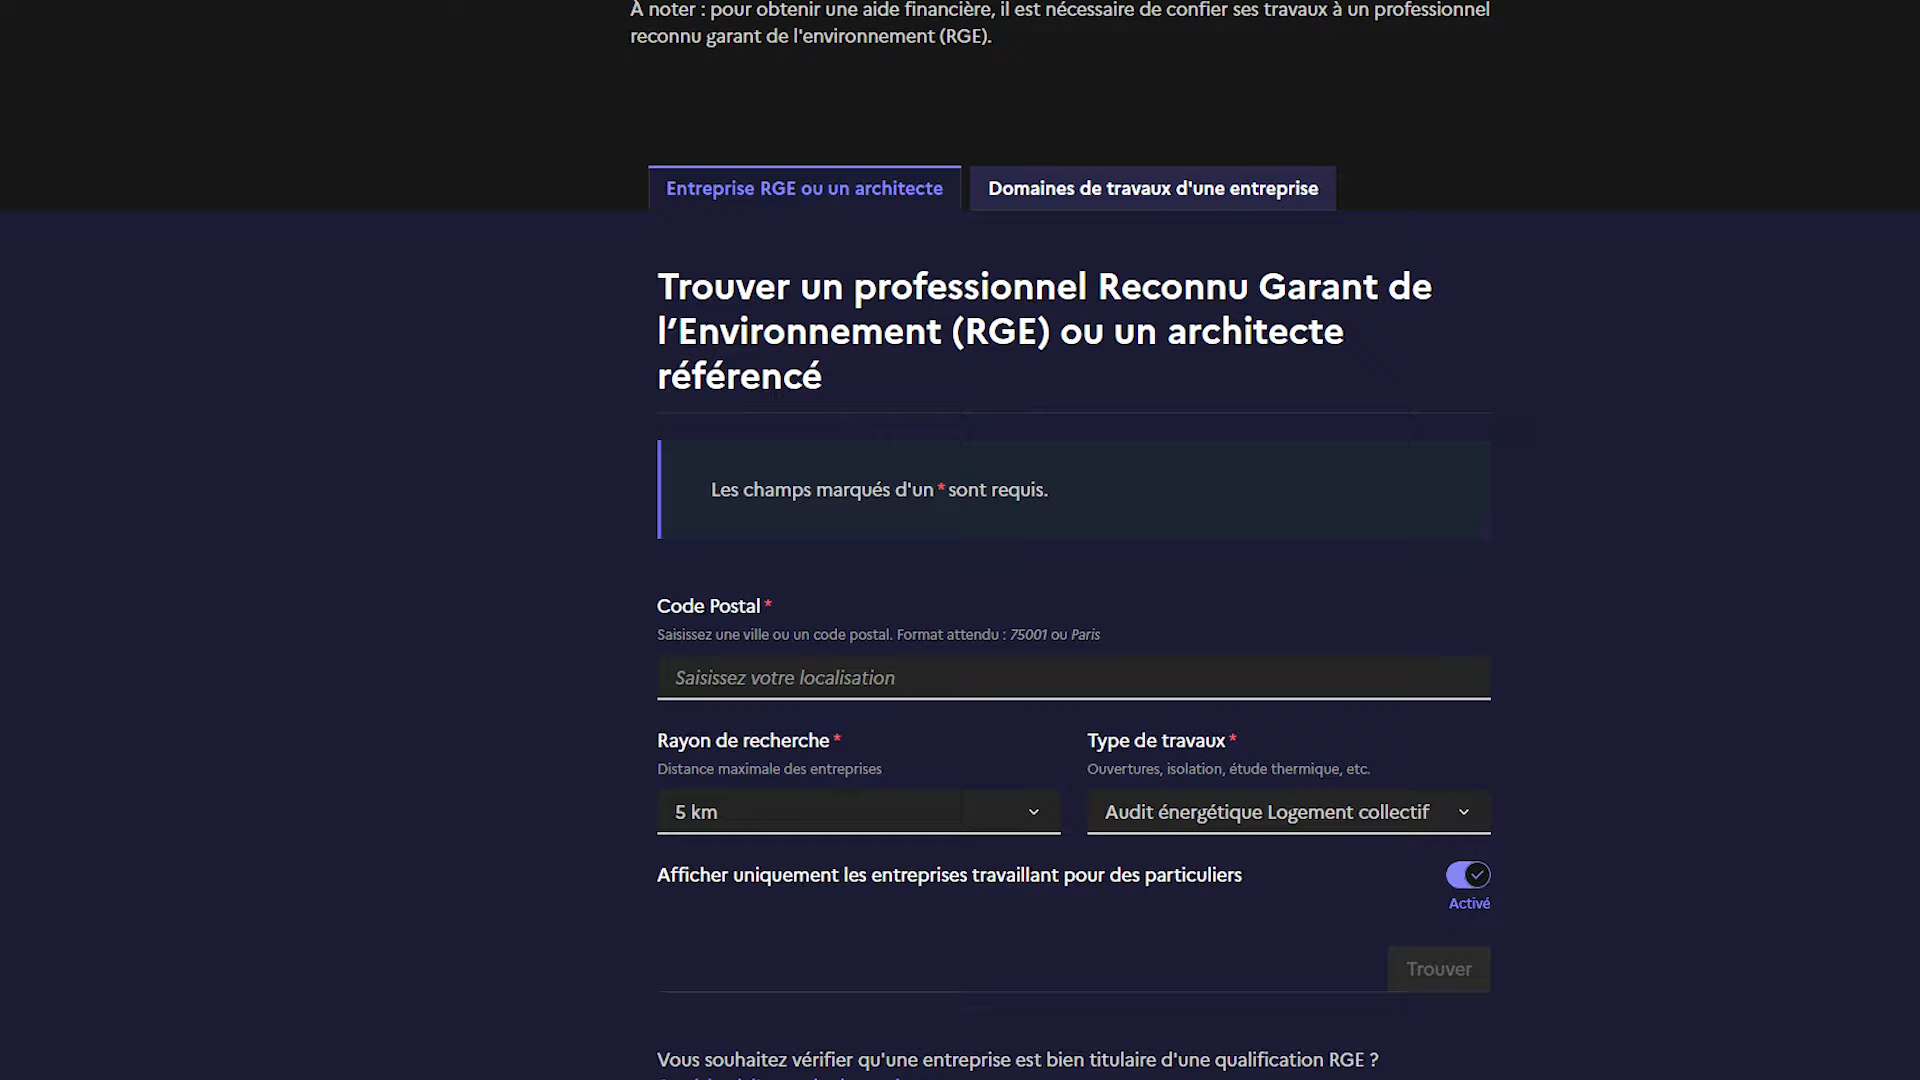 À noter : pour obtenir une aide financière, il est nécessaire de confier ses travaux à un professionnel
reconnu garant de l'environnement (RGE).
Entreprise RGE ou un architecte
Domaines de travaux d'une entreprise
Trouver un professionnel Reconnu Garant de
l’Environnement (RGE) ou un architecte
référencé
Les champs marqués d'un * sont requis.
Code Postal *
Saisissez une ville ou un code postal. Format attendu : 75001 ou Paris
Saisissez votre localisation
Rayon de recherche *
Distance maximale des entreprises
5 km
Type de travaux *
Ouvertures, isolation, étude thermique, etc.
Audit énergétique Logement collectif
Afficher uniquement les entreprises travaillant pour des particuliers
Activé
Trouver
Vous souhaitez vérifier qu'une entreprise est bien titulaire d'une qualification RGE ?